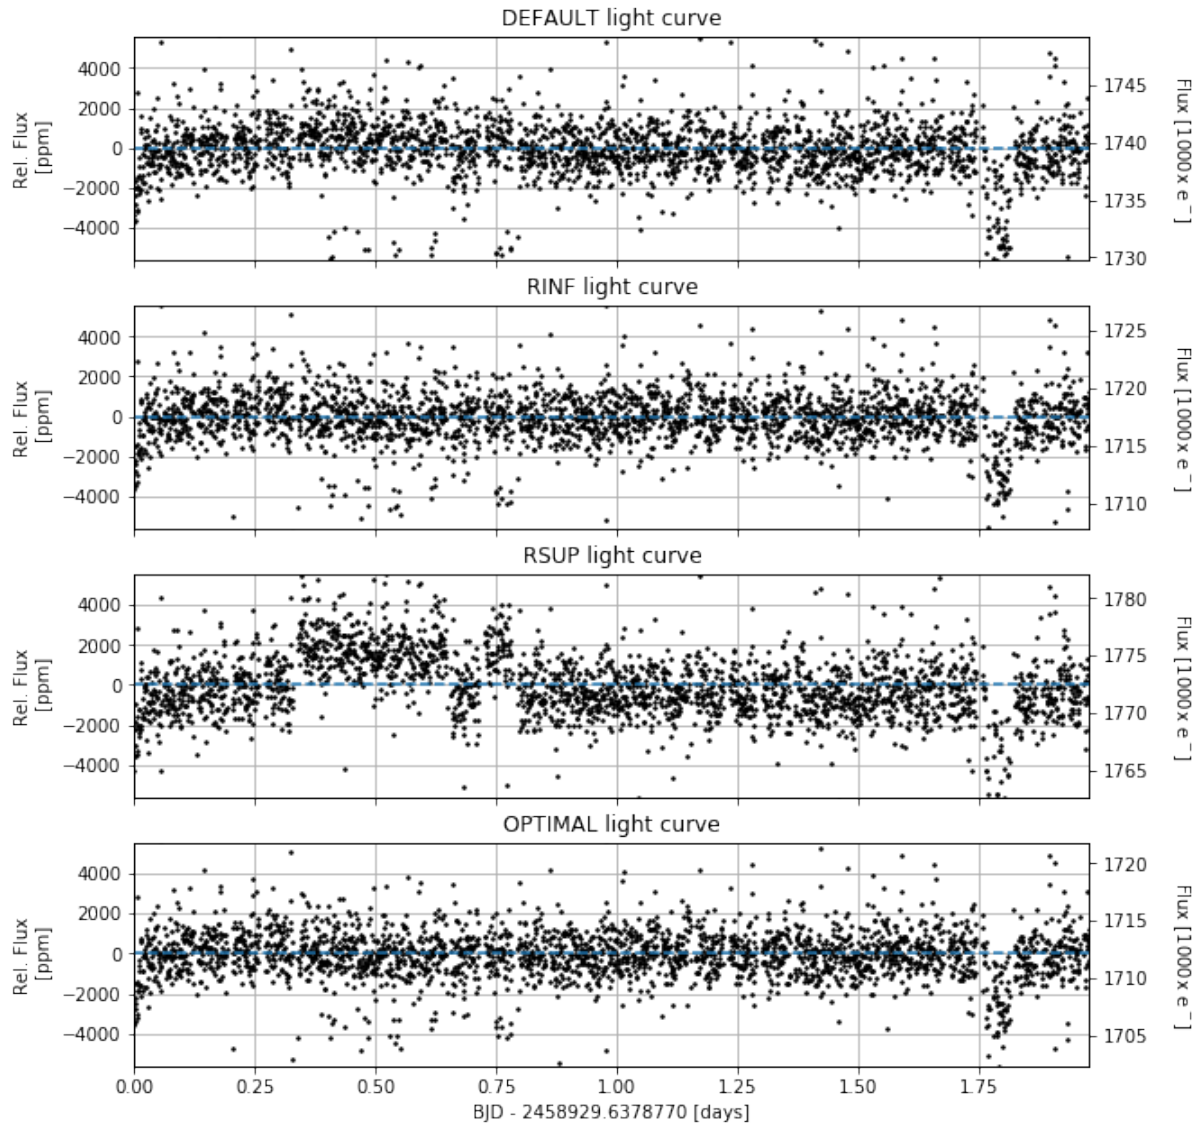 DEFAULT light curve
4000
2000
0
−2000
−4000
Rel. Flux
[ppm]
1745
1740
1735
1730
Flux [1000 x e⁻]
RINF light curve
4000
2000
0
−2000
−4000
Rel. Flux
[ppm]
1725
1720
1715
1710
Flux [1000 x e⁻]
RSUP light curve
4000
2000
0
−2000
−4000
Rel. Flux
[ppm]
1780
1775
1770
1765
Flux [1000 x e⁻]
OPTIMAL light curve
4000
2000
0
−2000
−4000
Rel. Flux
[ppm]
1720
1715
1710
1705
Flux [1000 x e⁻]
0.00 0.25 0.50 0.75 1.00 1.25 1.50 1.75
BJD - 2458929.6378770 [days]